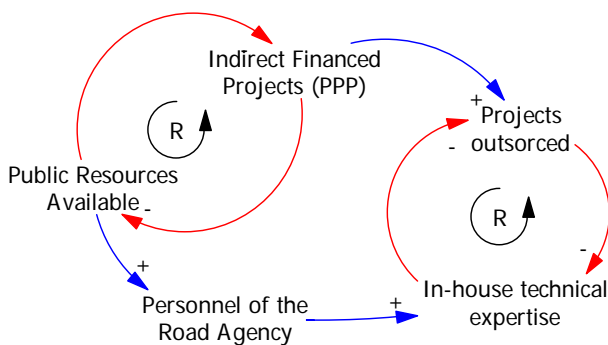 -
Indirect Financed
Projects (PPP)
R
+
Projects
outsorced
-
Public Resources
Available -
R
+
-
Personnel of the
Road Agency
+
In-house technical
expertise